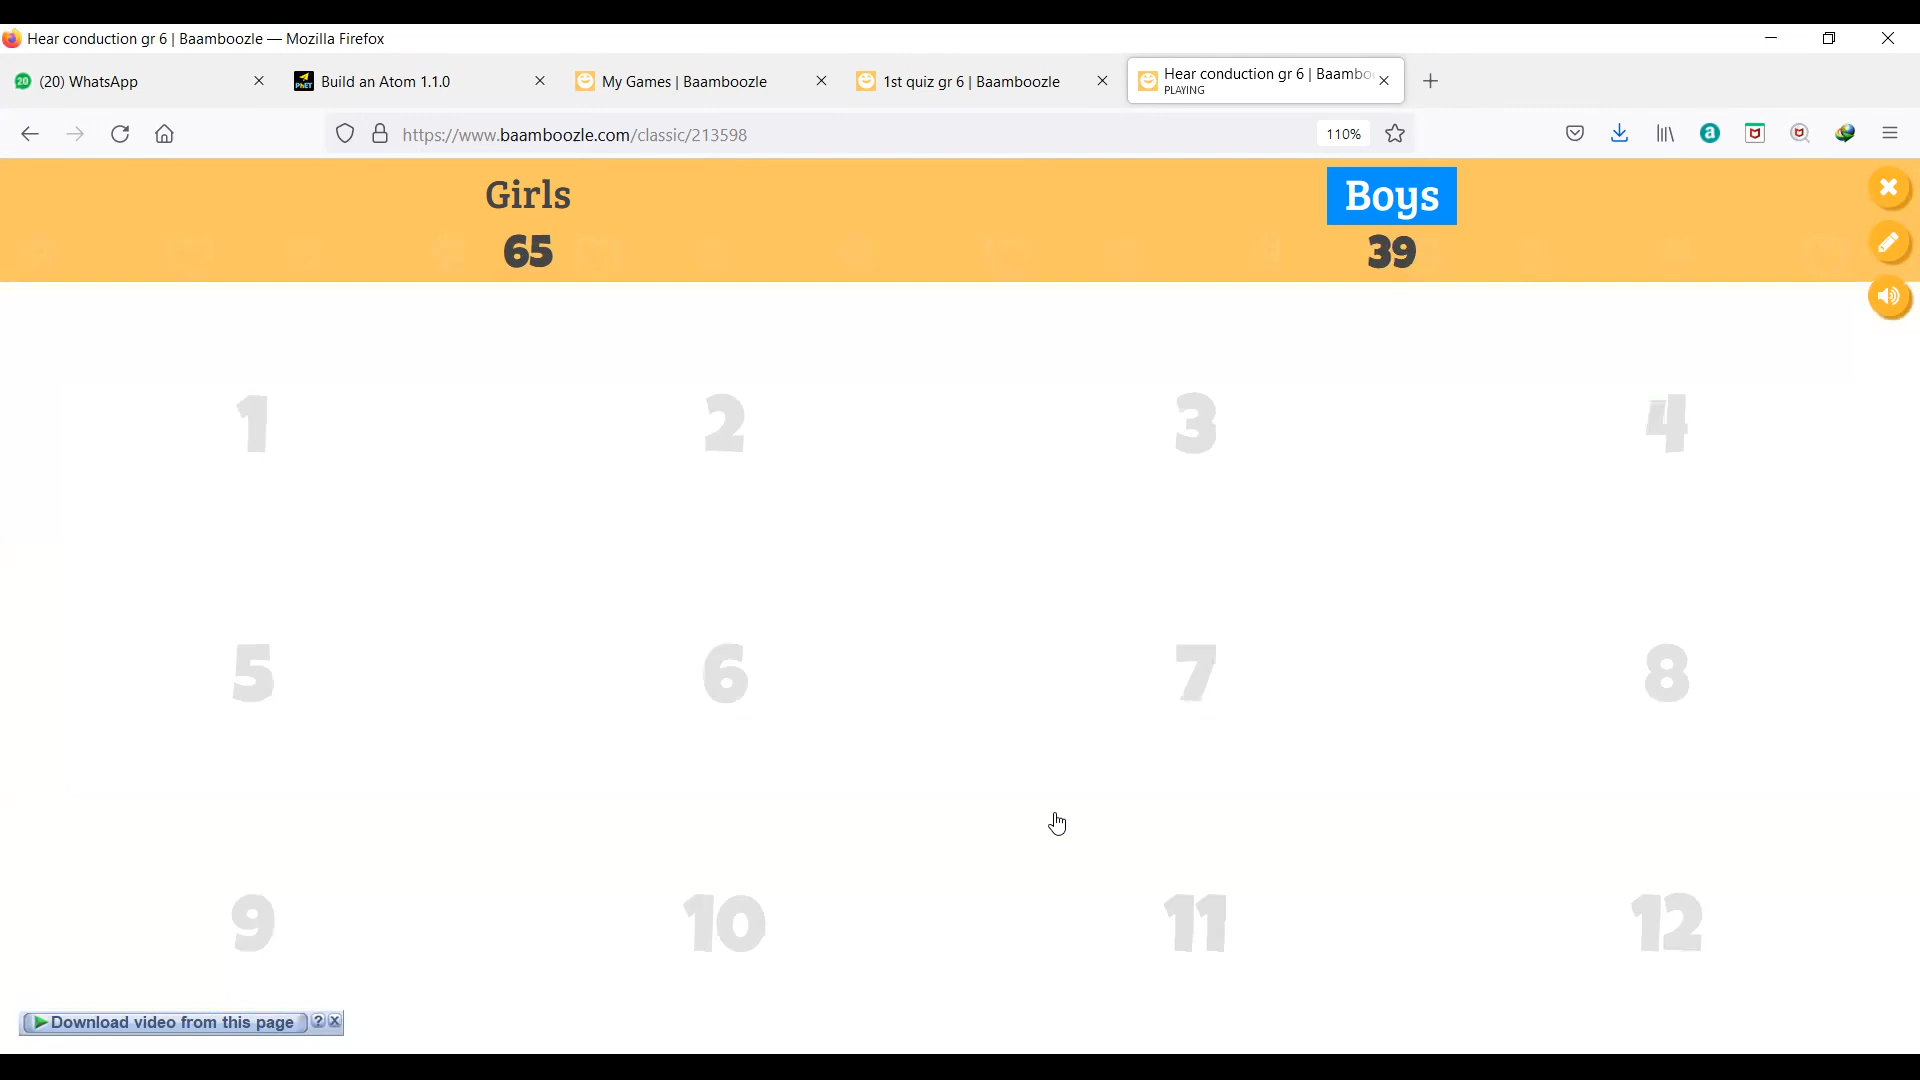 Hear conduction gr 6 | Baamboozle — Mozilla Firefox
20 (20) WhatsApp
PhET Build an Atom 1.1.0
My Games | Baamboozle
1st quiz gr 6 | Baamboozle
Hear conduction gr 6 | Baambo
PLAYING
https://www.baamboozle.com/classic/213598
110%
a
Girls
Boys
65
39
1
2
3
4
5
6
7
8
9
10
11
12
Download video from this page ? X